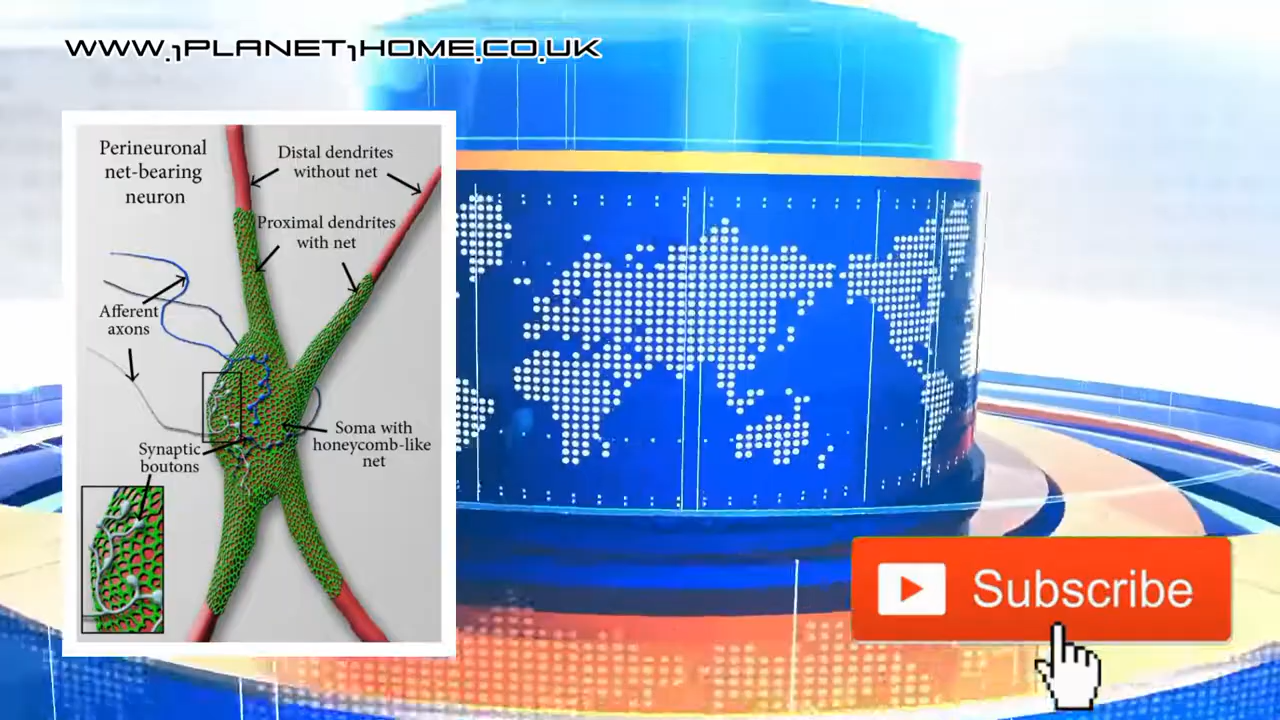 WWW.1PLANET1HOME.CO.UK
Perineuronal
net-bearing
neuron
Distal dendrites
without net
Proximal dendrites
with net
Afferent
axons
Synaptic
boutons
Soma with
honeycomb-like
net
Subscribe